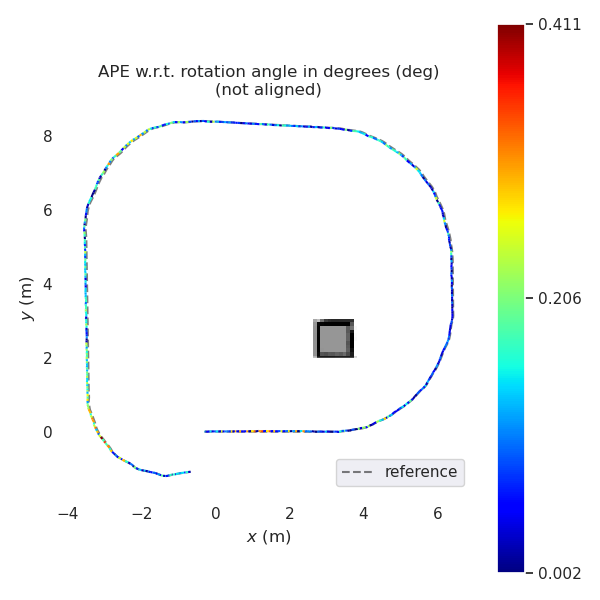 APE w.r.t. rotation angle in degrees (deg)
(not aligned)
0.411
0.206
0.002
8
6
4
2
0
y (m)
−4 −2 0 2 4 6
x (m)
reference